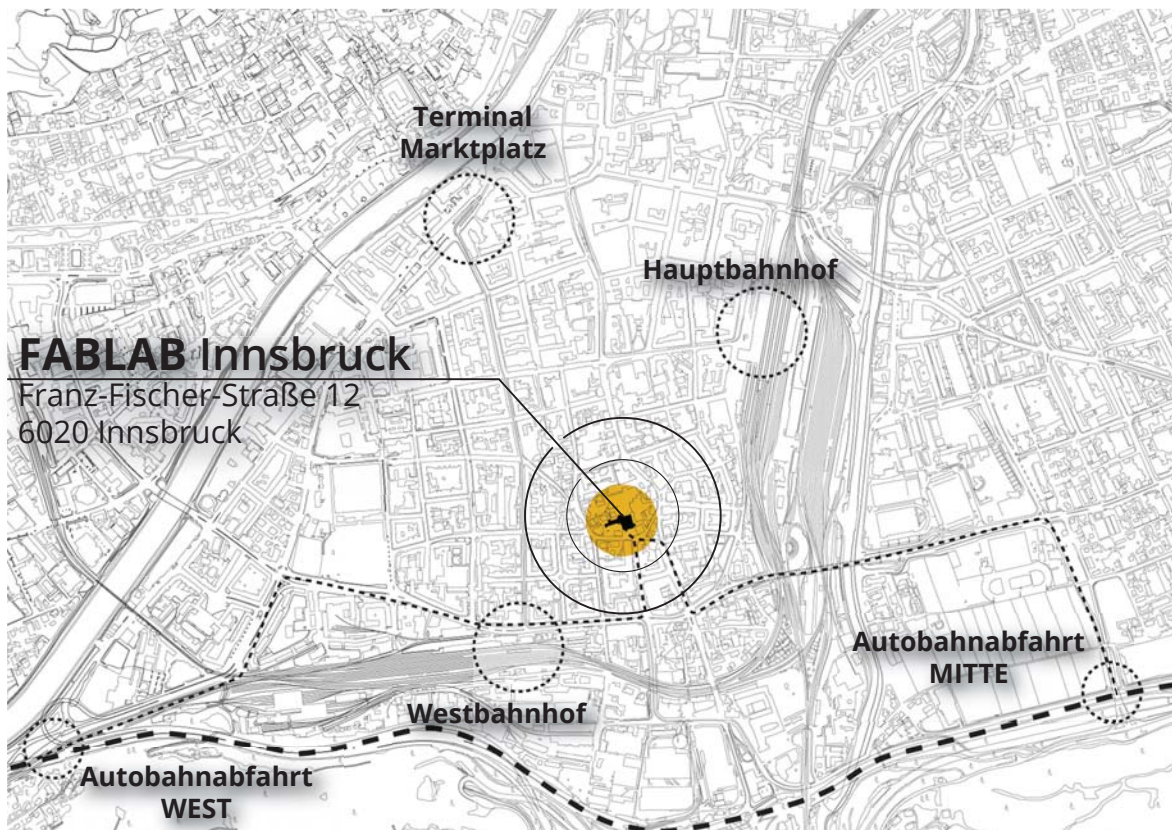 Terminal
Marktplatz
Hauptbahnhof
FABLAB Innsbruck
Franz-Fischer-Straße 12
6020 Innsbruck
Autobahnabfahrt
MITTE
Westbahnhof
Autobahnabfahrt
WEST